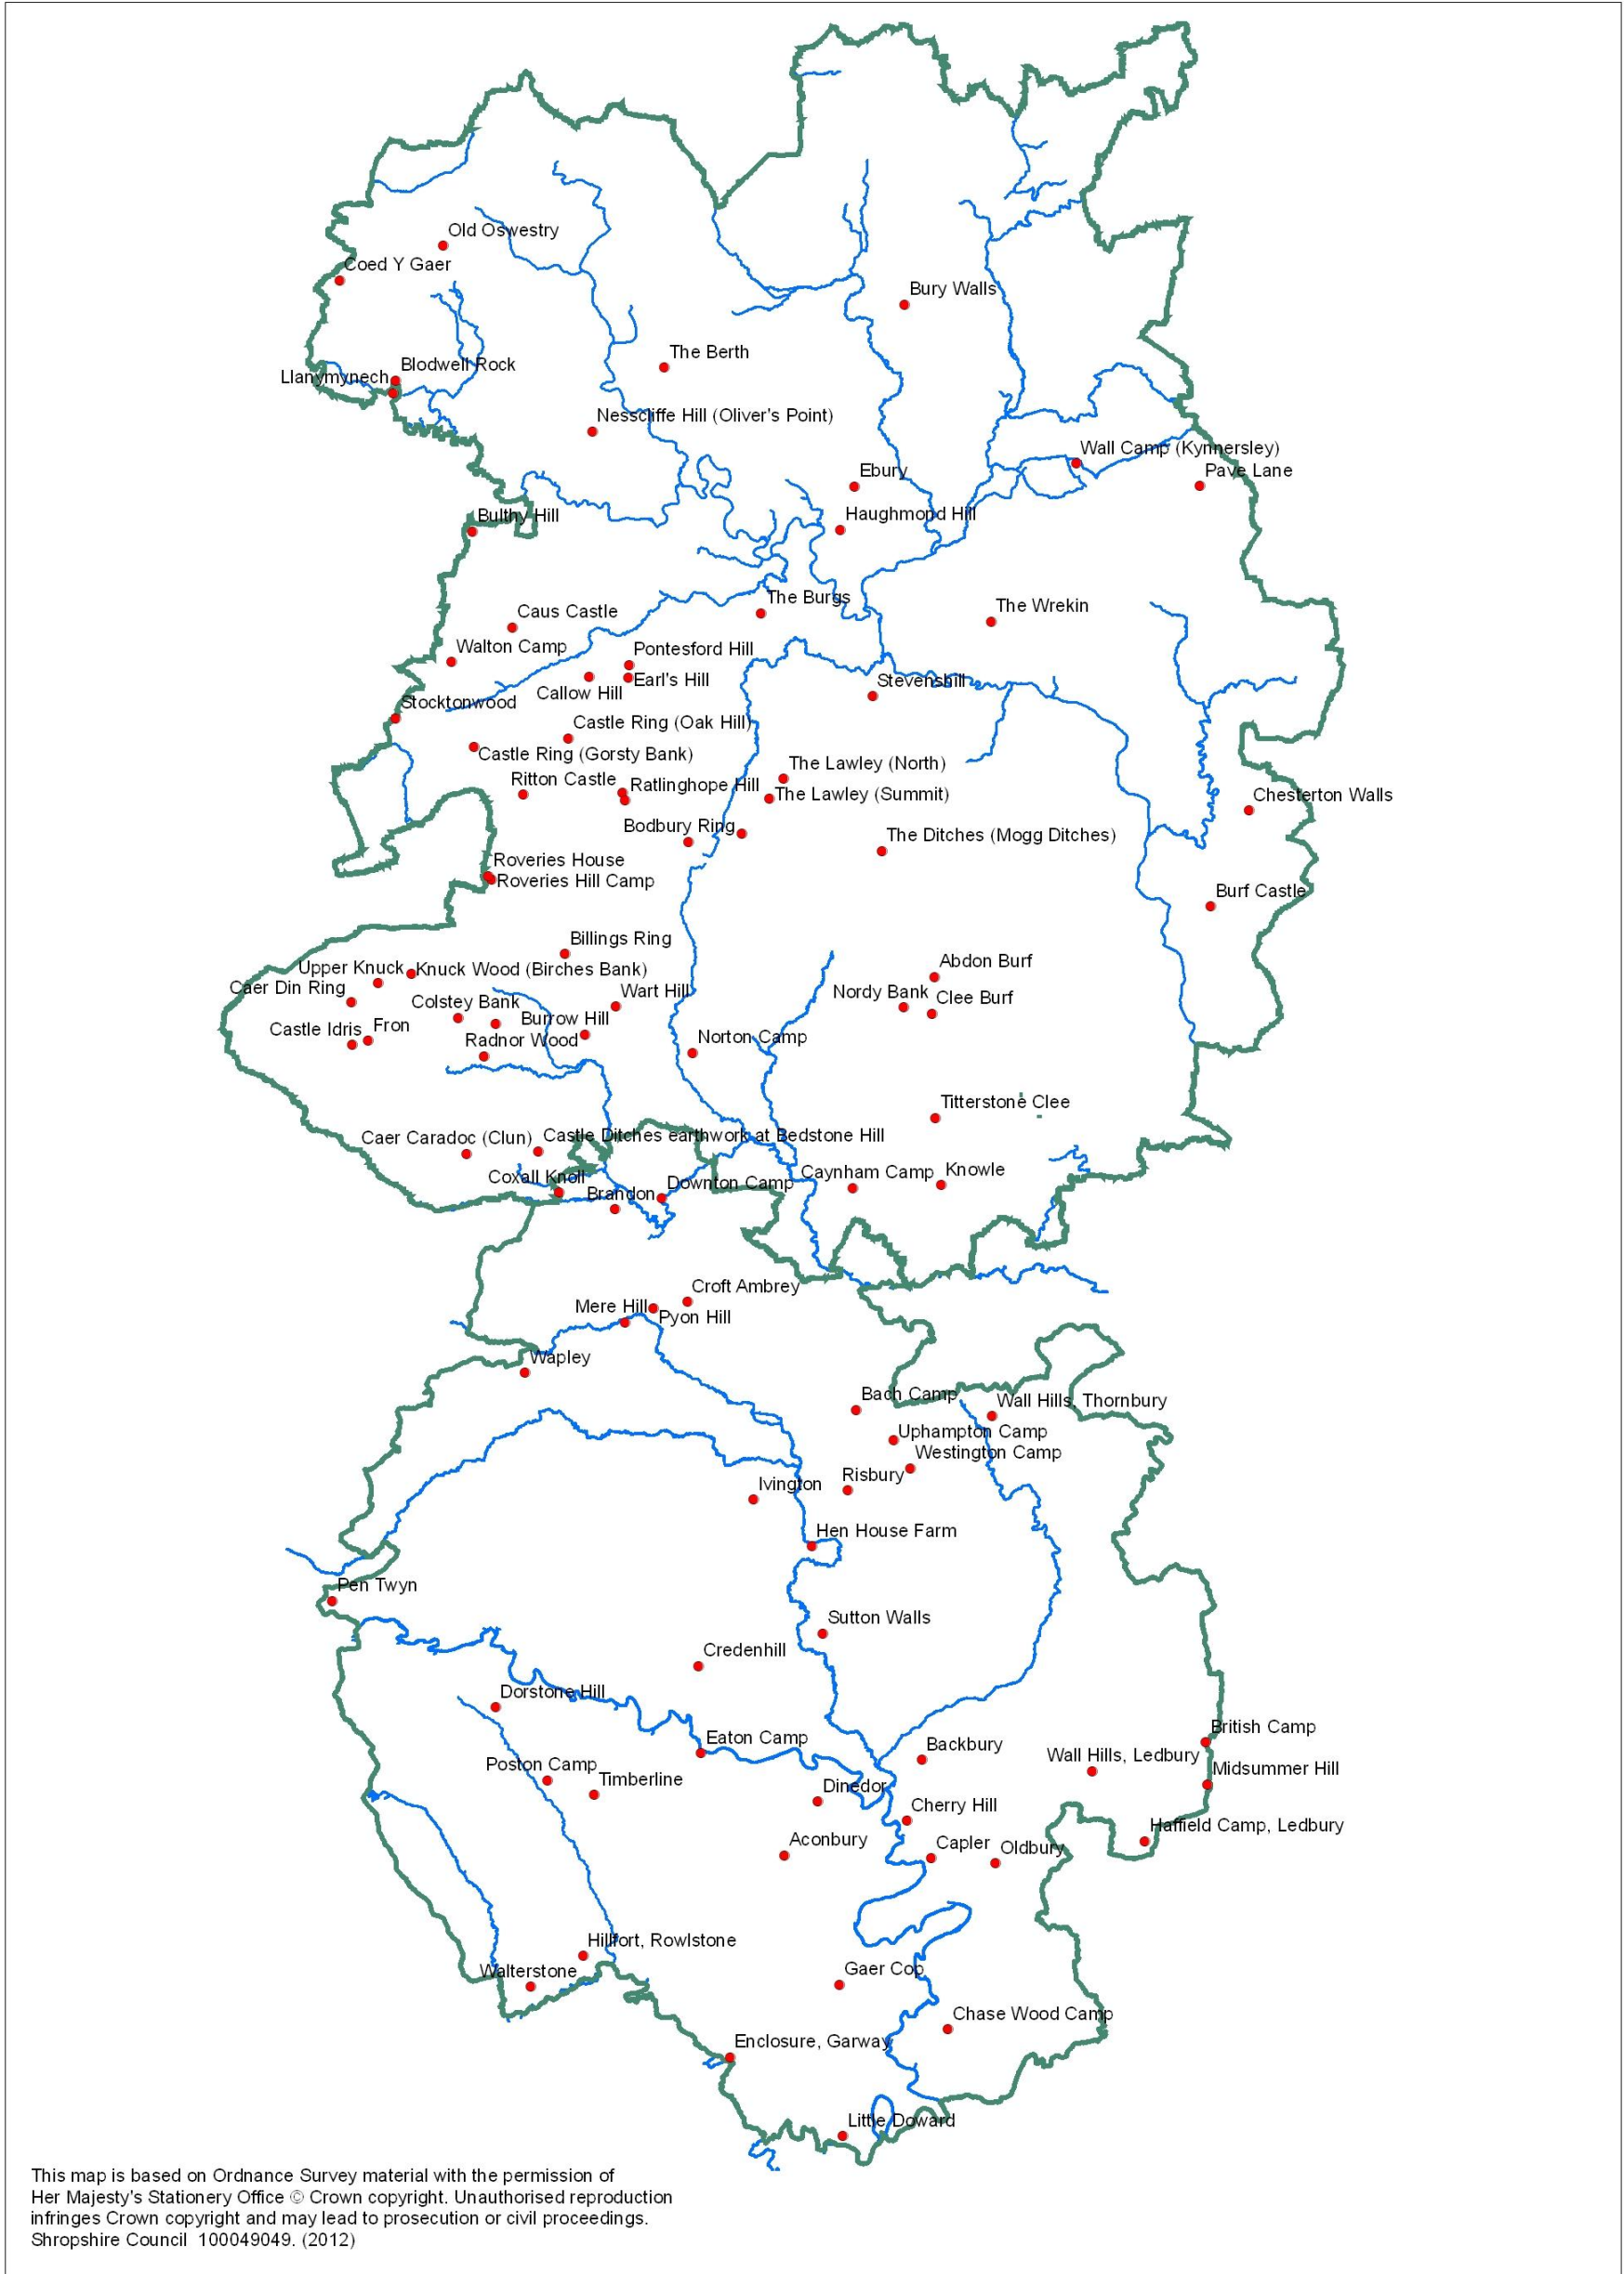 Old Oswestry
Coed Y Gaer
Bury Walls
The Berth
Blodwell Rock
Llanymynech
Nesscliffe Hill (Oliver's Point)
Wall Camp (Kynnersley)
Pave Lane
Ebury
Haughmond Hill
Bulthy Hill
The Burgs
The Wrekin
Caus Castle
Walton Camp
Pontesford Hill
Earl's Hill
Callow Hill
Stevenshill
Stocktonwood
Castle Ring (Oak Hill)
Castle Ring (Gorsty Bank)
The Lawley (North)
Ritton Castle
Ratlinghope Hill
The Lawley (Summit)
Chesterton Walls
Bodbury Ring
The Ditches (Mogg Ditches)
Roveries House
Roveries Hill Camp
Burf Castle
Billings Ring
Abdon Burf
Upper Knuck
Knuck Wood (Birches Bank)
Caer Din Ring
Wart Hill
Nordy Bank
Clee Burf
Colstey Bank
Burrow Hill
Castle Idris
Fron
Radnor Wood
Norton Camp
Titterstone Clee
Caer Caradoc (Clun)
Castle Ditches earthwork at Bedstone Hill
Coxall Knoll
Caynham Camp
Knowle
Brandon
Downton Camp
Croft Ambrey
Mere Hill
Pyon Hill
Wapley
Bach Camp
Wall Hills, Thornbury
Uphampton Camp
Westington Camp
Risbury
Ivington
Hen House Farm
Pen Twyn
Sutton Walls
Credenhill
Dorstone Hill
British Camp
Eaton Camp
Backbury
Wall Hills, Ledbury
Poston Camp
Timberline
Midsummer Hill
Dinedor
Cherry Hill
Haffield Camp, Ledbury
Aconbury
Capler
Oldbury
Hillfort, Rowlstone
Walterstone
Gaer Cop
Chase Wood Camp
Enclosure, Garway
Little Doward
This map is based on Ordnance Survey material with the permission of
Her Majesty's Stationery Office © Crown copyright. Unauthorised reproduction
infringes Crown copyright and may lead to prosecution or civil proceedings.
Shropshire Council 100049049. (2012)